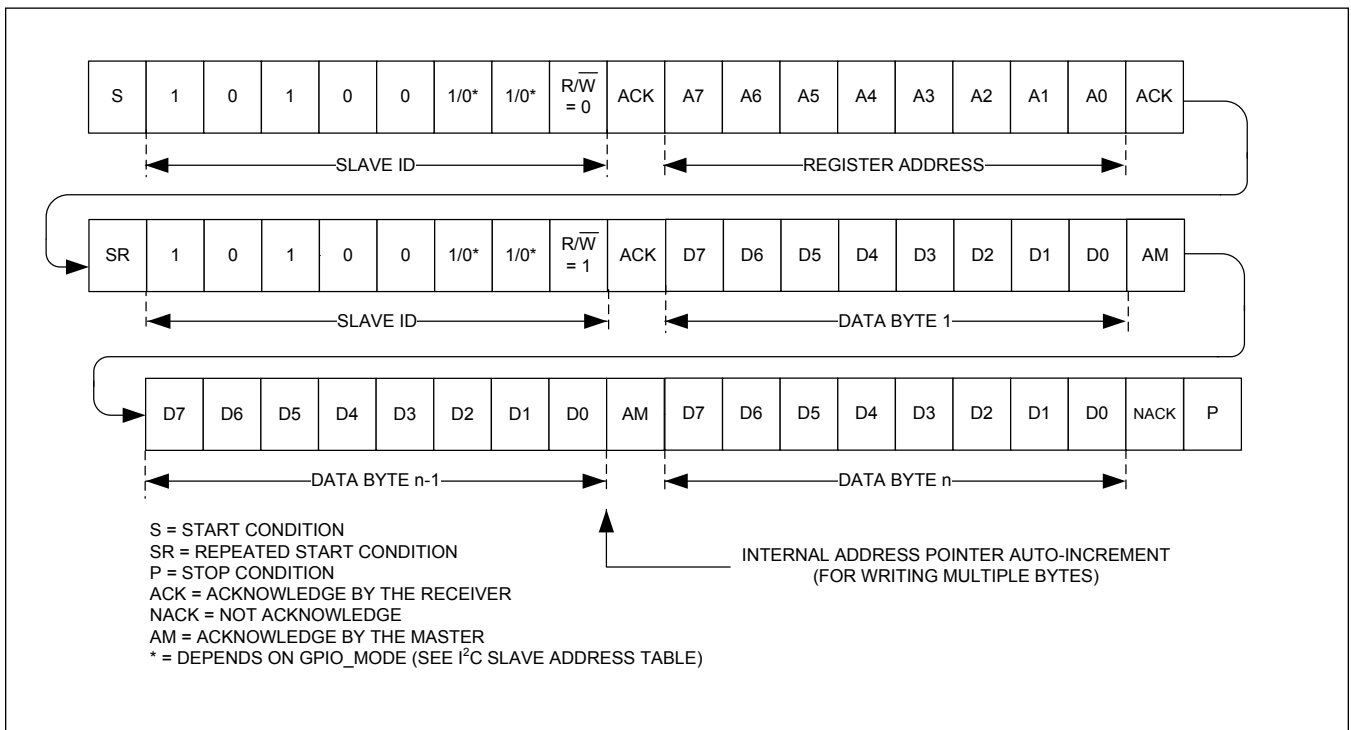 S 1 0 1 0 0 1/0* 1/0* R/W̅ = 0 ACK A7 A6 A5 A4 A3 A2 A1 A0 ACK
SLAVE ID REGISTER ADDRESS
SR 1 0 1 0 0 1/0* 1/0* R/W̅ = 1 ACK D7 D6 D5 D4 D3 D2 D1 D0 AM
SLAVE ID DATA BYTE 1
D7 D6 D5 D4 D3 D2 D1 D0 AM D7 D6 D5 D4 D3 D2 D1 D0 NACK P
DATA BYTE n-1 DATA BYTE n
S = START CONDITION
SR = REPEATED START CONDITION
P = STOP CONDITION
ACK = ACKNOWLEDGE BY THE RECEIVER
NACK = NOT ACKNOWLEDGE
AM = ACKNOWLEDGE BY THE MASTER
* = DEPENDS ON GPIO_MODE (SEE I²C SLAVE ADDRESS TABLE)
INTERNAL ADDRESS POINTER AUTO-INCREMENT
(FOR WRITING MULTIPLE BYTES)